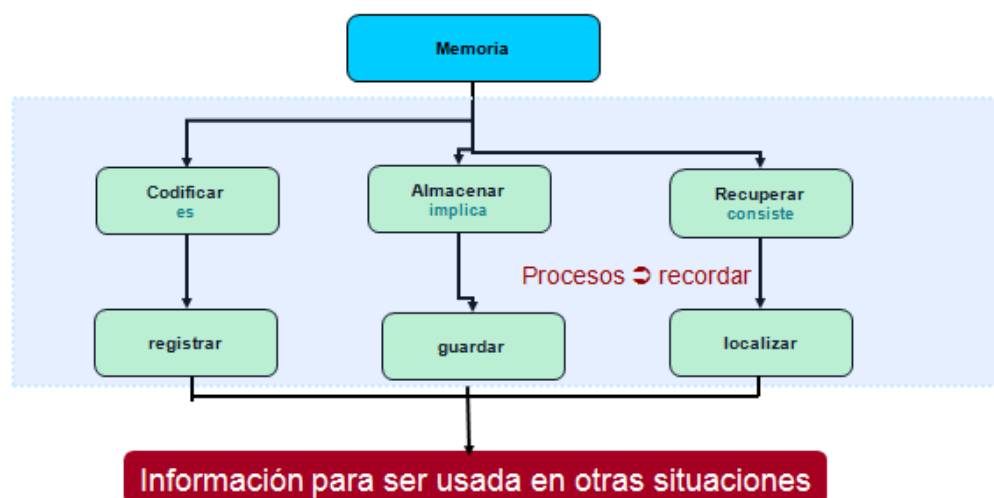 Memoria
Codificar
es
Almacenar
implica
Recuperar
consiste
Procesos ➲ recordar
registrar
guardar
localizar
Información para ser usada en otras situaciones